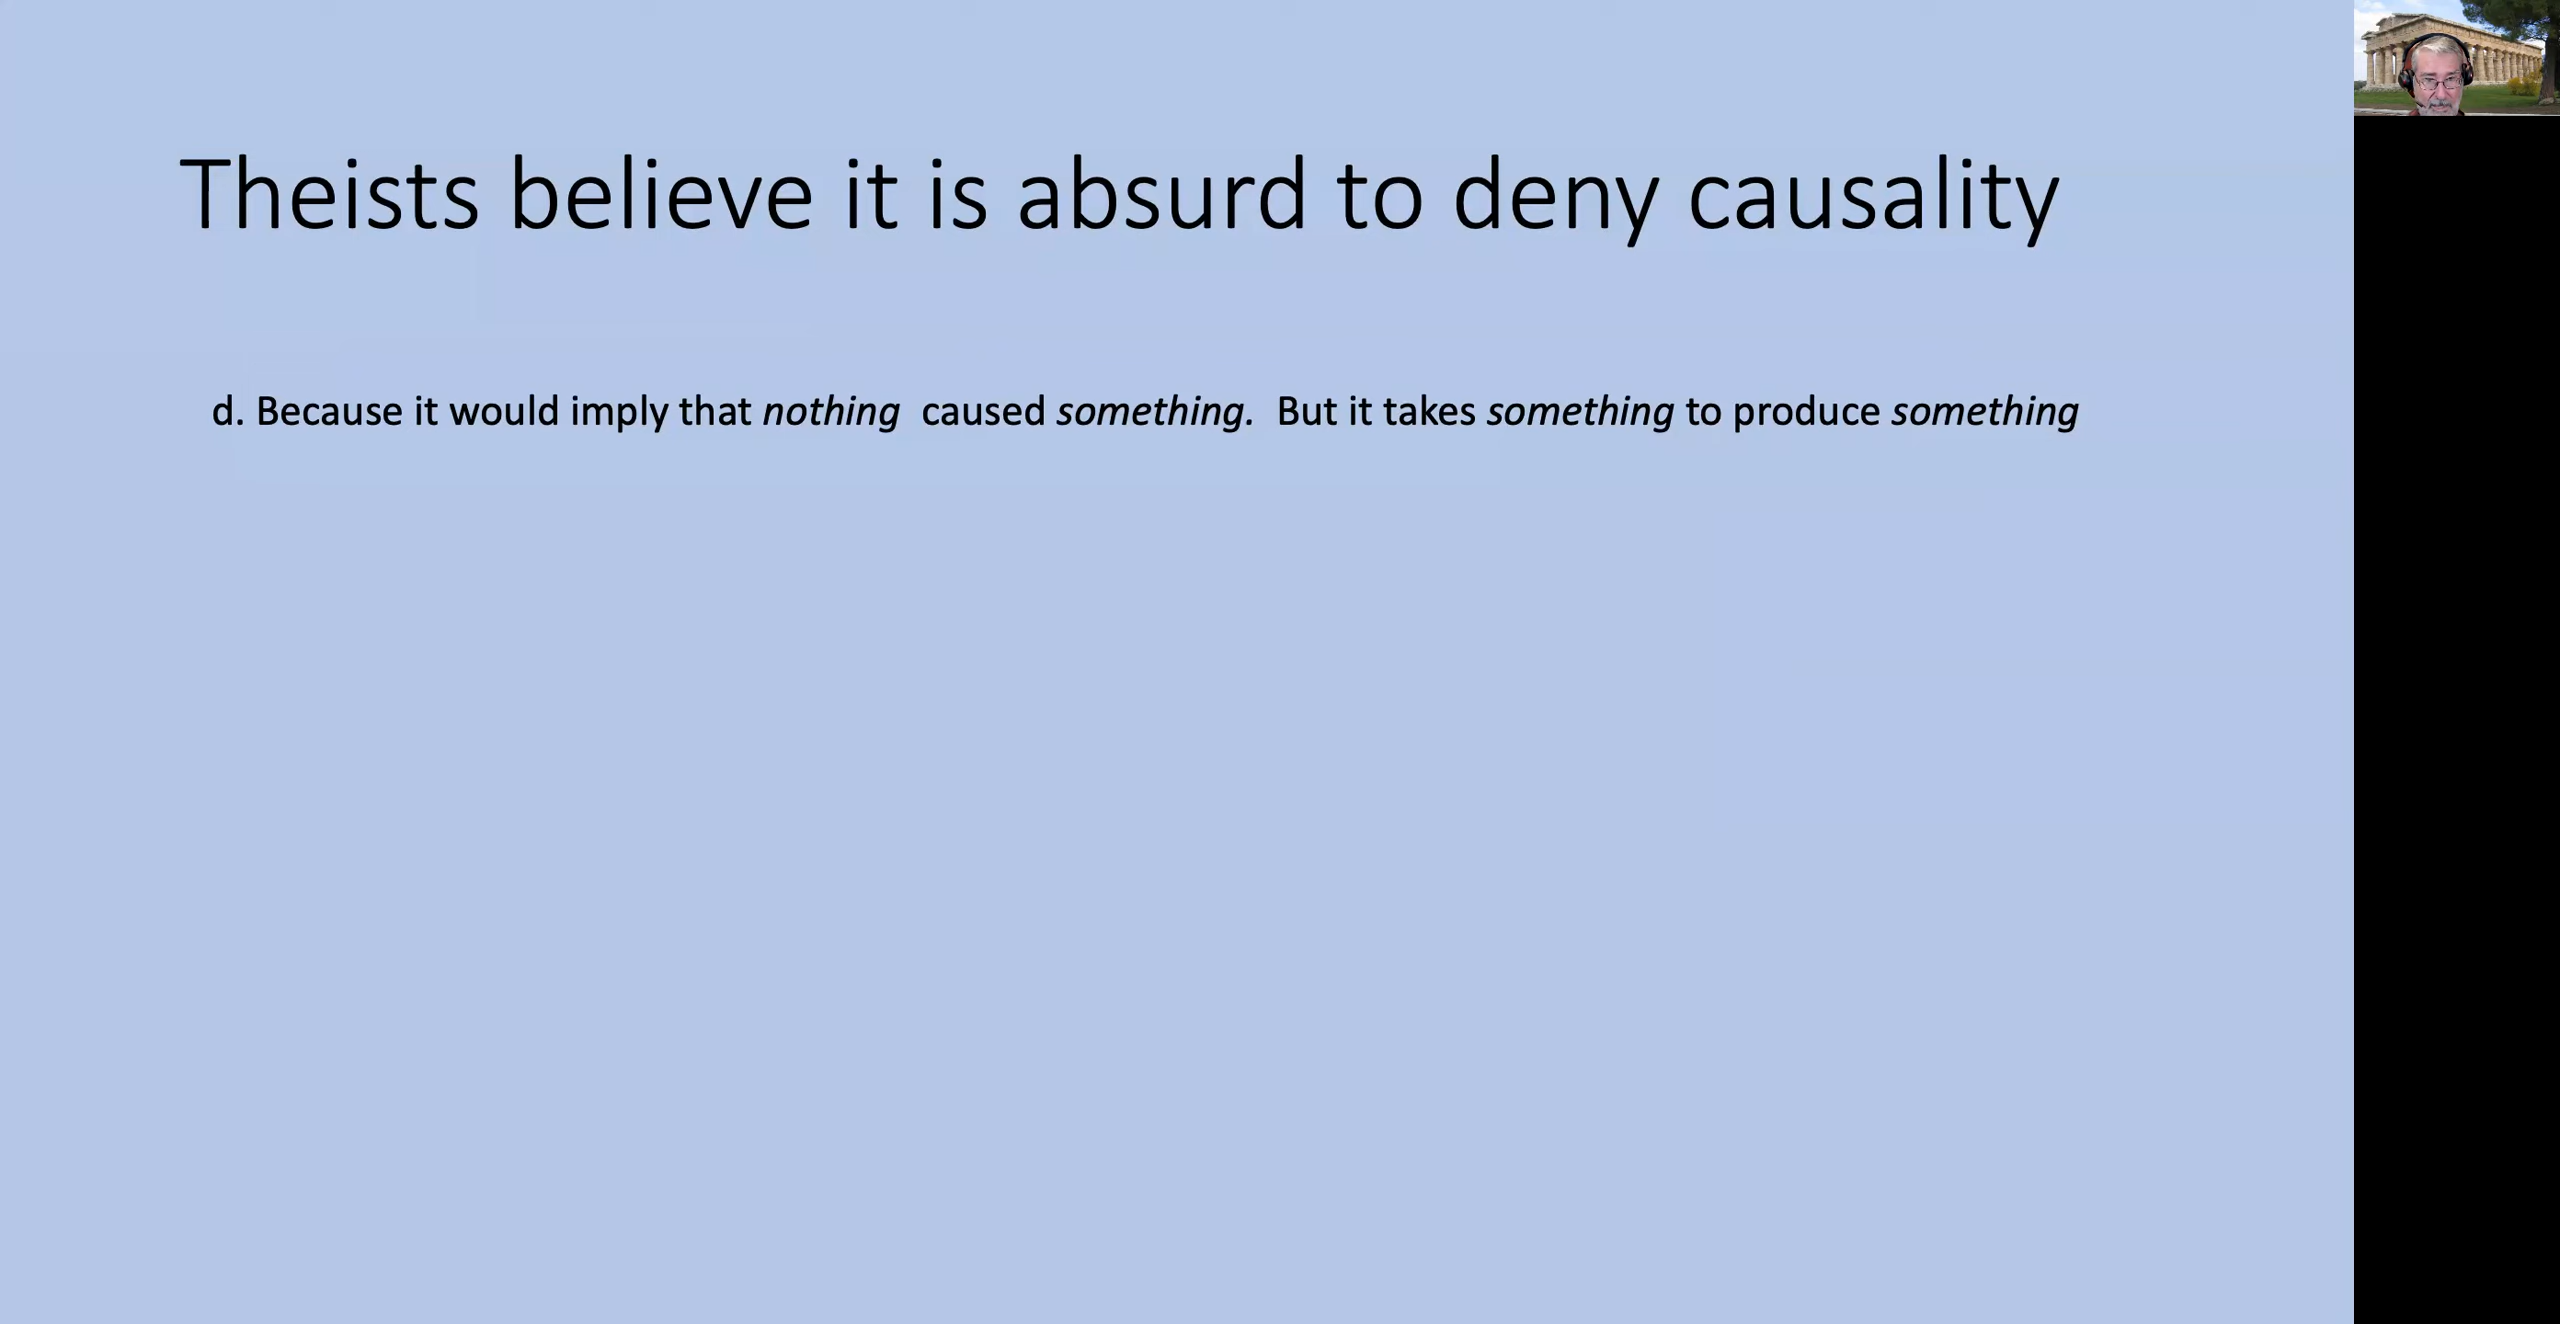 Theists believe it is absurd to deny causality
d. Because it would imply that nothing caused something. But it takes something to produce something